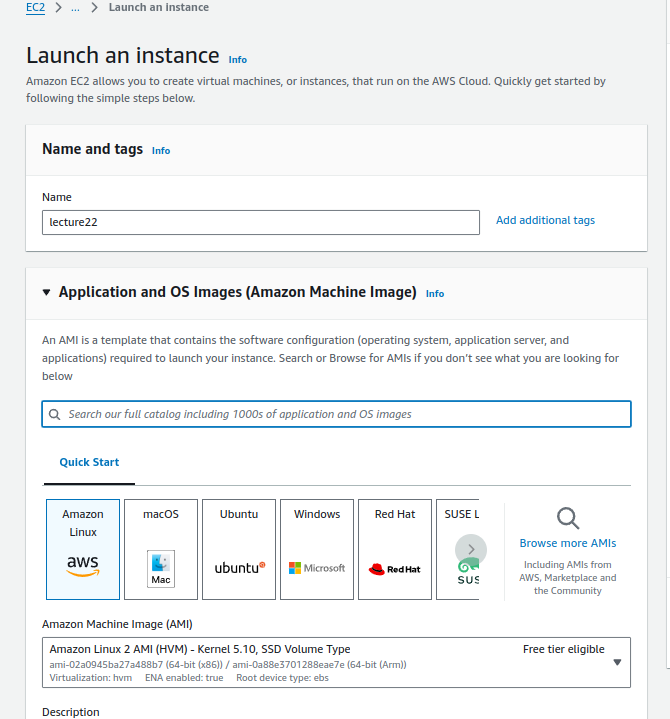 EC2 > ... > Launch an instance
Launch an instance Info
Amazon EC2 allows you to create virtual machines, or instances, that run on the AWS Cloud. Quickly get started by
following the simple steps below.
Name and tags Info
Name
lecture22
Add additional tags
Application and OS Images (Amazon Machine Image) Info
An AMI is a template that contains the software configuration (operating system, application server, and
applications) required to launch your instance. Search or Browse for AMIs if you don't see what you are looking for
below
Search our full catalog including 1000s of application and OS images
Quick Start
Amazon
Linux
aws
macOS
Mac
Ubuntu
ubuntu
Windows
Microsoft
Red Hat
Red Hat
SUSE L
SUS
Browse more AMIs
Including AMIs from
AWS, Marketplace and
the Community
Amazon Machine Image (AMI)
Amazon Linux 2 AMI (HVM) - Kernel 5.10, SSD Volume Type
Free tier eligible
ami-02a0945ba27a488b7 (64-bit (x86)) / ami-0a88e3701288eae7e (64-bit (Arm))
Virtualization: hvm ENA enabled: true Root device type: ebs
Description